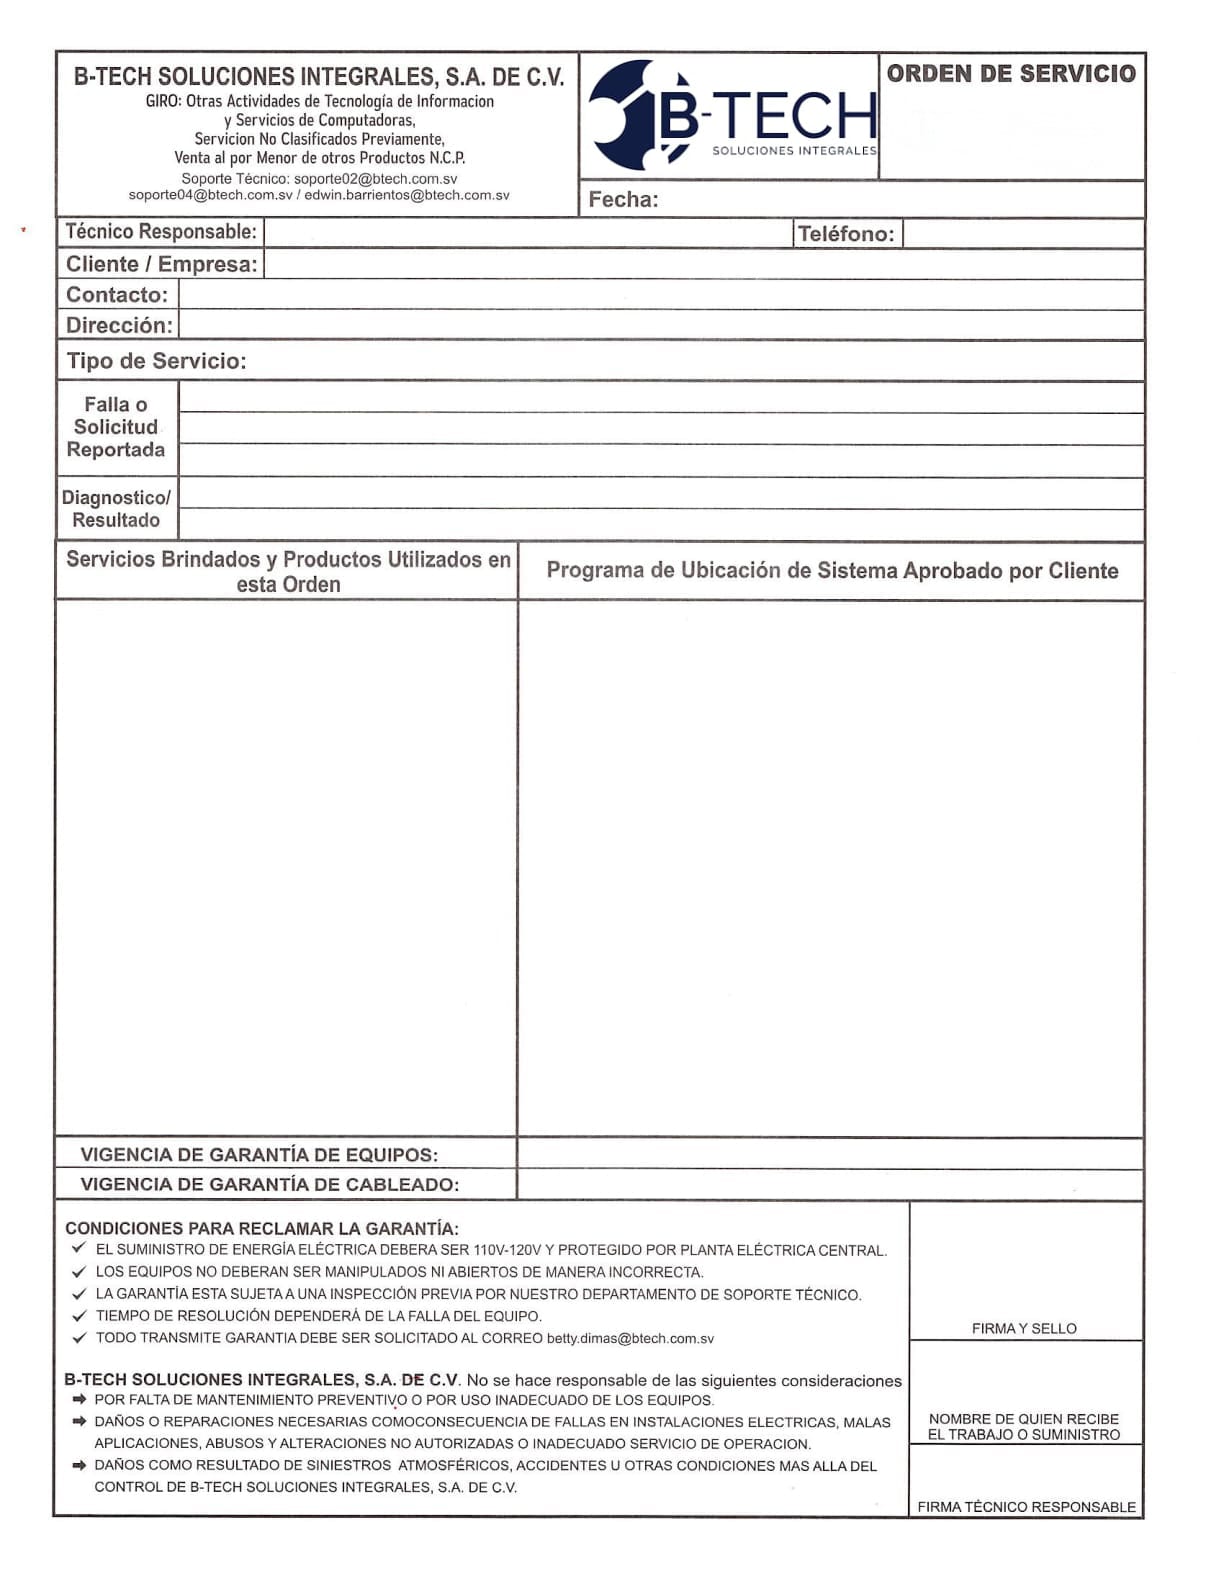 B-TECH SOLUCIONES INTEGRALES, S.A. DE C.V.
GIRO: Otras Actividades de Tecnología de Informacion
y Servicios de Computadoras,
Servicion No Clasificados Previamente,
Venta al por Menor de otros Productos N.C.P.
Soporte Técnico: soporte02@btech.com.sv
soporte04@btech.com.sv / edwin.barrientos@btech.com.sv
B-TECH
SOLUCIONES INTEGRALES
ORDEN DE SERVICIO
Fecha:
Técnico Responsable:
Teléfono:
Cliente / Empresa:
Contacto:
Dirección:
Tipo de Servicio:
Falla o
Solicitud
Reportada
Diagnostico/
Resultado
Servicios Brindados y Productos Utilizados en
esta Orden
Programa de Ubicación de Sistema Aprobado por Cliente
VIGENCIA DE GARANTÍA DE EQUIPOS:
VIGENCIA DE GARANTÍA DE CABLEADO:
CONDICIONES PARA RECLAMAR LA GARANTÍA:
✓ EL SUMINISTRO DE ENERGÍA ELÉCTRICA DEBERA SER 110V-120V Y PROTEGIDO POR PLANTA ELÉCTRICA CENTRAL.
✓ LOS EQUIPOS NO DEBERAN SER MANIPULADOS NI ABIERTOS DE MANERA INCORRECTA.
✓ LA GARANTÍA ESTA SUJETA A UNA INSPECCIÓN PREVIA POR NUESTRO DEPARTAMENTO DE SOPORTE TÉCNICO.
✓ TIEMPO DE RESOLUCIÓN DEPENDERÁ DE LA FALLA DEL EQUIPO.
✓ TODO TRANSMITE GARANTIA DEBE SER SOLICITADO AL CORREO betty.dimas@btech.com.sv
B-TECH SOLUCIONES INTEGRALES, S.A. DE C.V. No se hace responsable de las siguientes consideraciones
➡ POR FALTA DE MANTENIMIENTO PREVENTIVO O POR USO INADECUADO DE LOS EQUIPOS.
➡ DAÑOS O REPARACIONES NECESARIAS COMOCONSECUENCIA DE FALLAS EN INSTALACIONES ELECTRICAS, MALAS
APLICACIONES, ABUSOS Y ALTERACIONES NO AUTORIZADAS O INADECUADO SERVICIO DE OPERACION.
➡ DAÑOS COMO RESULTADO DE SINIESTROS ATMOSFÉRICOS, ACCIDENTES U OTRAS CONDICIONES MAS ALLA DEL
CONTROL DE B-TECH SOLUCIONES INTEGRALES, S.A. DE C.V.
FIRMA Y SELLO
NOMBRE DE QUIEN RECIBE
EL TRABAJO O SUMINISTRO
FIRMA TÉCNICO RESPONSABLE